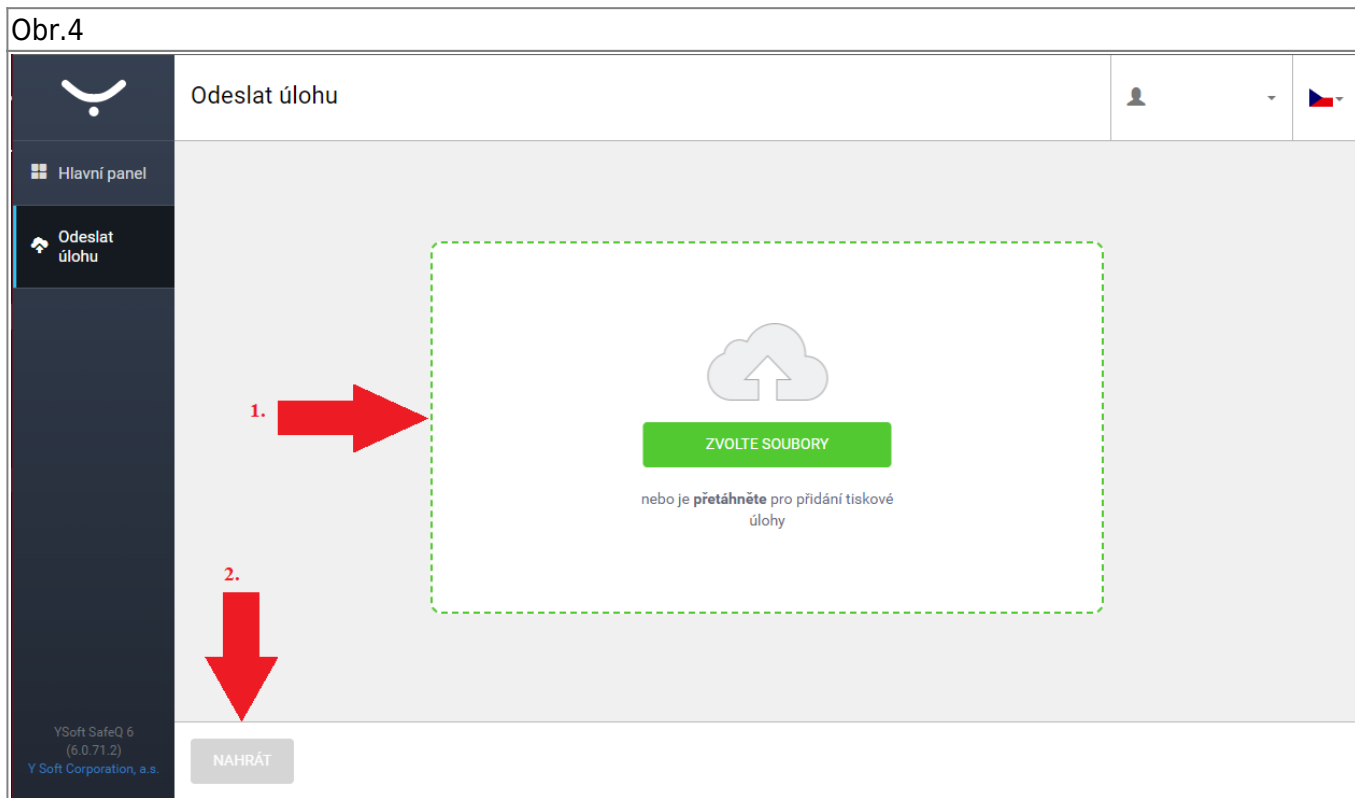 Obr.4
Odeslat úlohu
Hlavní panel
Odeslat
úlohu
1.
ZVOLTE SOUBORY
nebo je přetáhněte pro přidání tiskové
úlohy
2.
YSoft SafeQ 6
(6.0.71.2)
Y Soft Corporation, a.s.
NAHRÁT